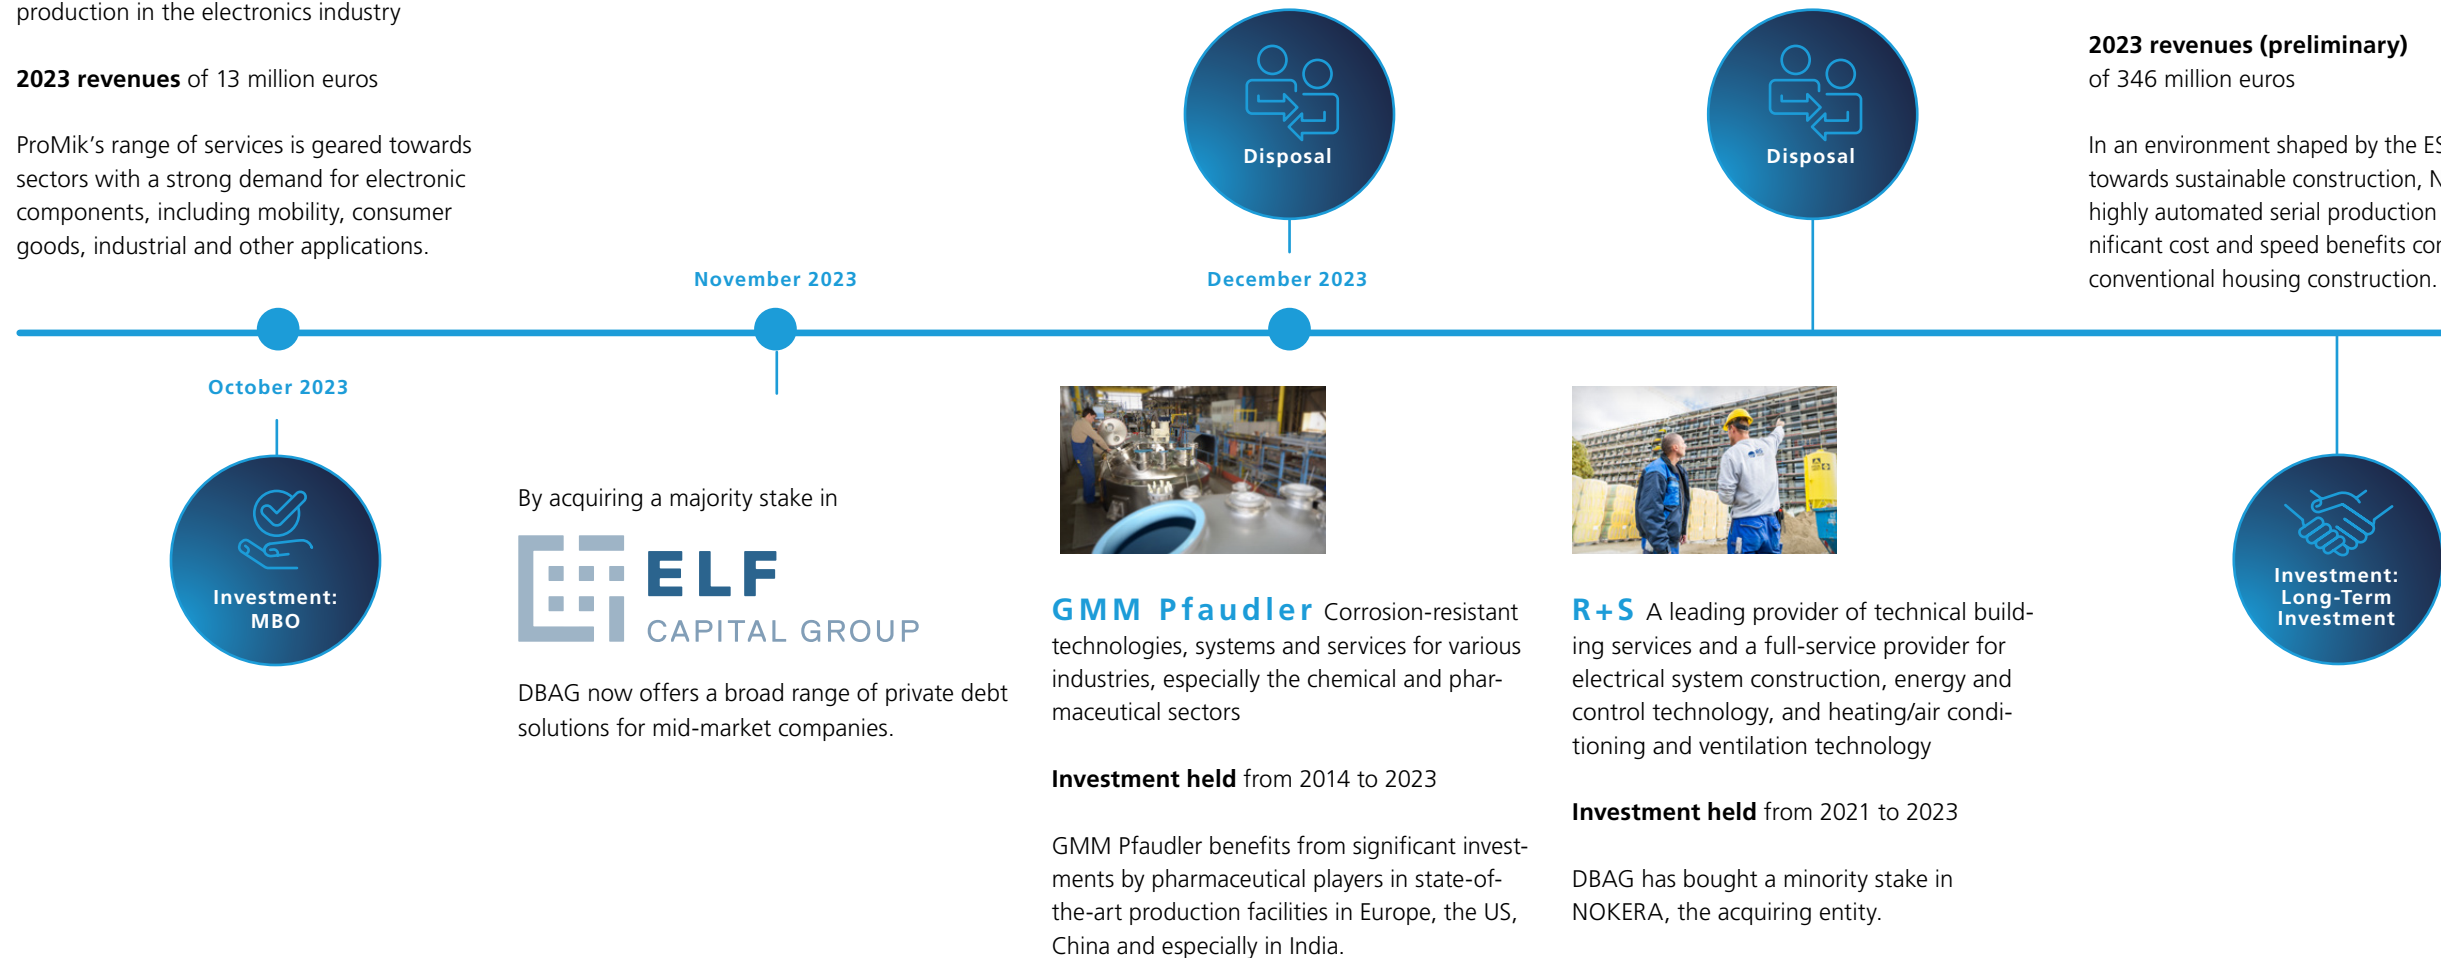 production in the electronics industry
2023 revenues of 13 million euros
ProMik’s range of services is geared towards
sectors with a strong demand for electronic
components, including mobility, consumer
goods, industrial and other applications.
October 2023
Investment:
MBO
November 2023
By acquiring a majority stake in
ELF
CAPITAL GROUP
DBAG now offers a broad range of private debt
solutions for mid-market companies.
Disposal
December 2023
GMM Pfaudler Corrosion-resistant
technologies, systems and services for various
industries, especially the chemical and phar-
maceutical sectors
Investment held from 2014 to 2023
GMM Pfaudler benefits from significant invest-
ments by pharmaceutical players in state-of-
the-art production facilities in Europe, the US,
China and especially in India.
Disposal
R+S A leading provider of technical build-
ing services and a full-service provider for
electrical system construction, energy and
control technology, and heating/air condi-
tioning and ventilation technology
Investment held from 2021 to 2023
DBAG has bought a minority stake in
NOKERA, the acquiring entity.
2023 revenues (preliminary)
of 346 million euros
In an environment shaped by the ES
towards sustainable construction, N
highly automated serial production
nificant cost and speed benefits con
conventional housing construction.
Investment:
Long-Term
Investment